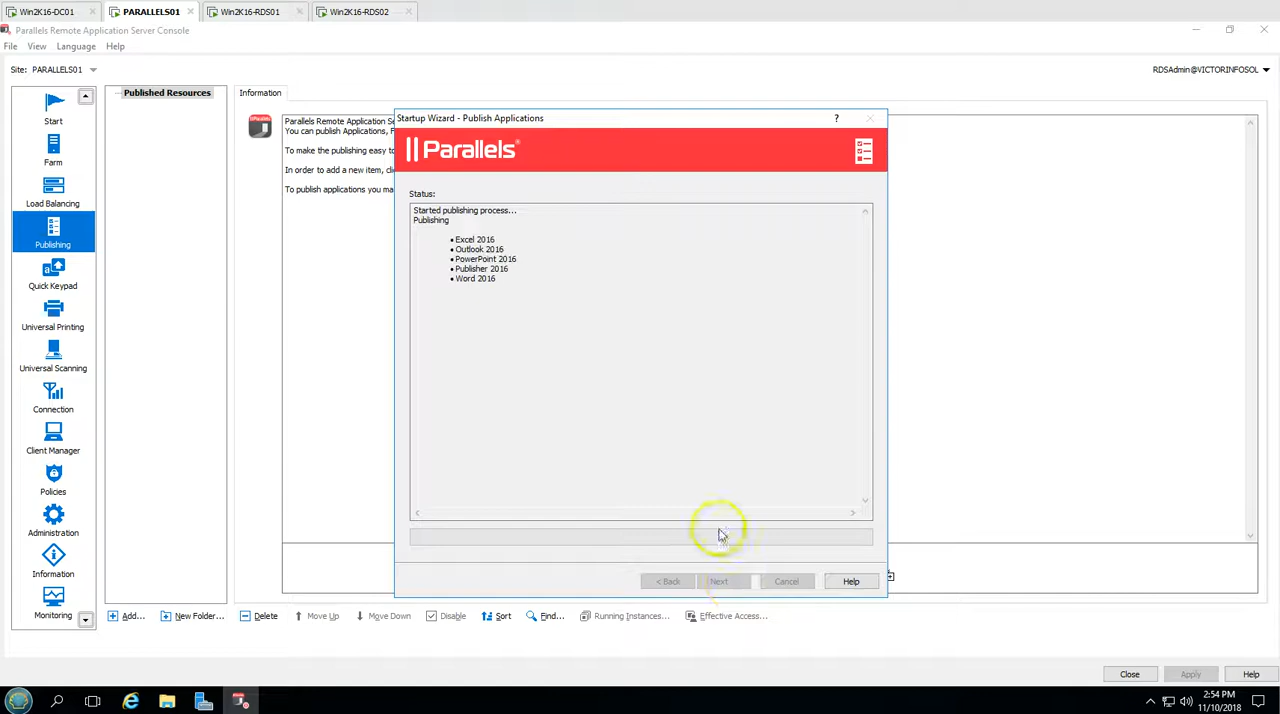 Win2K16-DC01
PARALLELS01
Win2K16-RDS01
Win2K16-RDS02
Parallels Remote Application Server Console
File View Language Help
Site: PARALLELS01
RDSAdmin@VICTORINFOSOL
Start
Farm
Load Balancing
Publishing
Quick Keypad
Universal Printing
Universal Scanning
Connection
Client Manager
Policies
Administration
Information
Monitoring
Published Resources
Information
Parallels Remote Application Se
You can publish Applications, F
To make the publishing easy to
In order to add a new item, cli
To publish applications you ma
Startup Wizard - Publish Applications
?
Parallels®
Status:
Started publishing process...
Publishing
• Excel 2016
• Outlook 2016
• PowerPoint 2016
• Publisher 2016
• Word 2016
< Back Next Cancel Help
Add... New Folder... Delete Move Up Move Down Disable Sort Find... Running Instances... Effective Access...
Close Apply Help
2:54 PM
11/10/2018